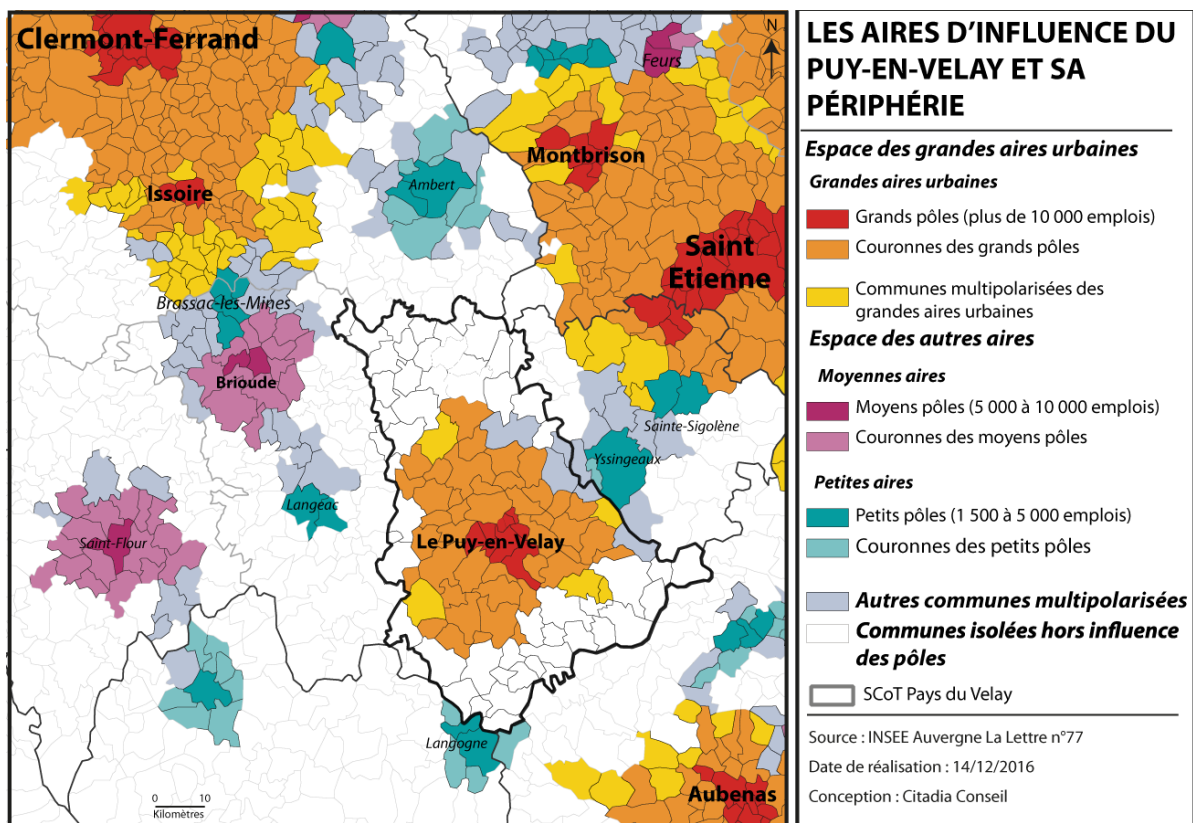 Clermont-Ferrand
N
Feurs
Montbrison
Ambert
Issoire
Saint
Etienne
Brassac-les-Mines
Brioude
Sainte-Sigolène
Yssingeaux
Langeac
Saint-Flour
Le Puy-en-Velay
Langogne
Aubenas
0 10
Kilomètres
LES AIRES D’INFLUENCE DU
PUY-EN-VELAY ET SA
PÉRIPHÉRIE
Espace des grandes aires urbaines
Grandes aires urbaines
Grands pôles (plus de 10 000 emplois)
Couronnes des grands pôles
Communes multipolarisées des
grandes aires urbaines
Espace des autres aires
Moyennes aires
Moyens pôles (5 000 à 10 000 emplois)
Couronnes des moyens pôles
Petites aires
Petits pôles (1 500 à 5 000 emplois)
Couronnes des petits pôles
Autres communes multipolarisées
Communes isolées hors influence
des pôles
SCoT Pays du Velay
Source : INSEE Auvergne La Lettre n°77
Date de réalisation : 14/12/2016
Conception : Citadia Conseil